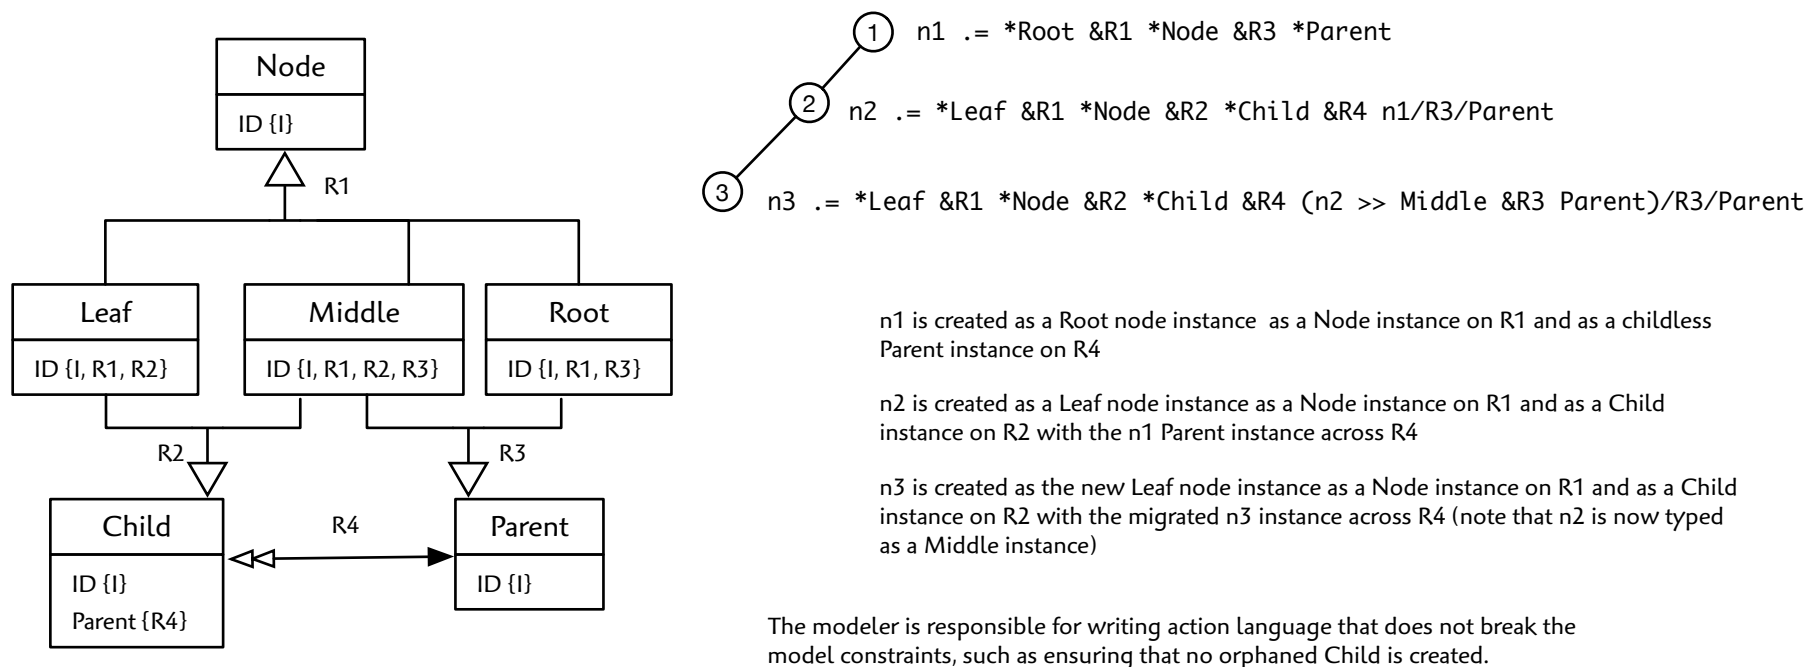 Node
ID {I}
R1
Leaf
ID {I, R1, R2}
Middle
ID {I, R1, R2, R3}
Root
ID {I, R1, R3}
R2
R3
Child
ID {I}
Parent {R4}
R4
Parent
ID {I}
1 n1 .= *Root &R1 *Node &R3 *Parent
2 n2 .= *Leaf &R1 *Node &R2 *Child &R4 n1/R3/Parent
3 n3 .= *Leaf &R1 *Node &R2 *Child &R4 (n2 >> Middle &R3 Parent)/R3/Parent
n1 is created as a Root node instance as a Node instance on R1 and as a childless
Parent instance on R4
n2 is created as a Leaf node instance as a Node instance on R1 and as a Child
instance on R2 with the n1 Parent instance across R4
n3 is created as the new Leaf node instance as a Node instance on R1 and as a Child
instance on R2 with the migrated n3 instance across R4 (note that n2 is now typed
as a Middle instance)
The modeler is responsible for writing action language that does not break the
model constraints, such as ensuring that no orphaned Child is created.